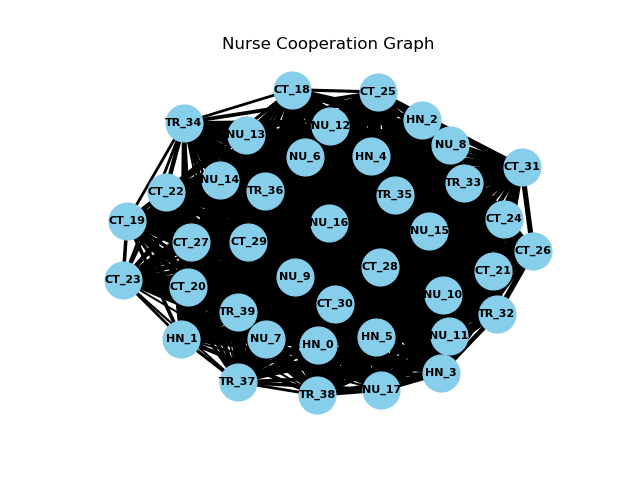 Nurse Cooperation Graph
CT_18
CT_25
HN_2
TR_34
NU_12
NU_13
NU_8
NU_6
HN_4
CT_31
NU_14
TR_33
CT_22
TR_36
TR_35
CT_19
CT_24
NU_16
NU_15
CT_27
CT_29
CT_26
CT_28
CT_21
NU_9
CT_23
CT_20
NU_10
CT_30
TR_39
TR_32
NU_11
HN_5
HN_1
NU_7
HN_0
HN_3
TR_37
NU_17
TR_38